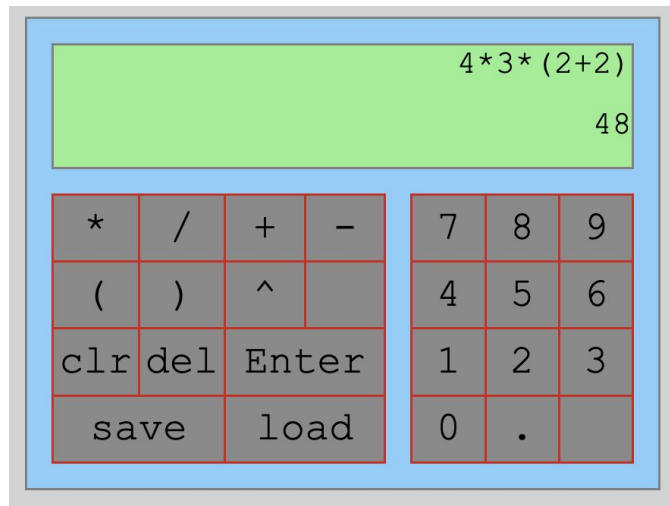 4*3*(2+2)
48
* / + - 7 8 9
( ) ^ 4 5 6
clr del Enter 1 2 3
save load 0 .